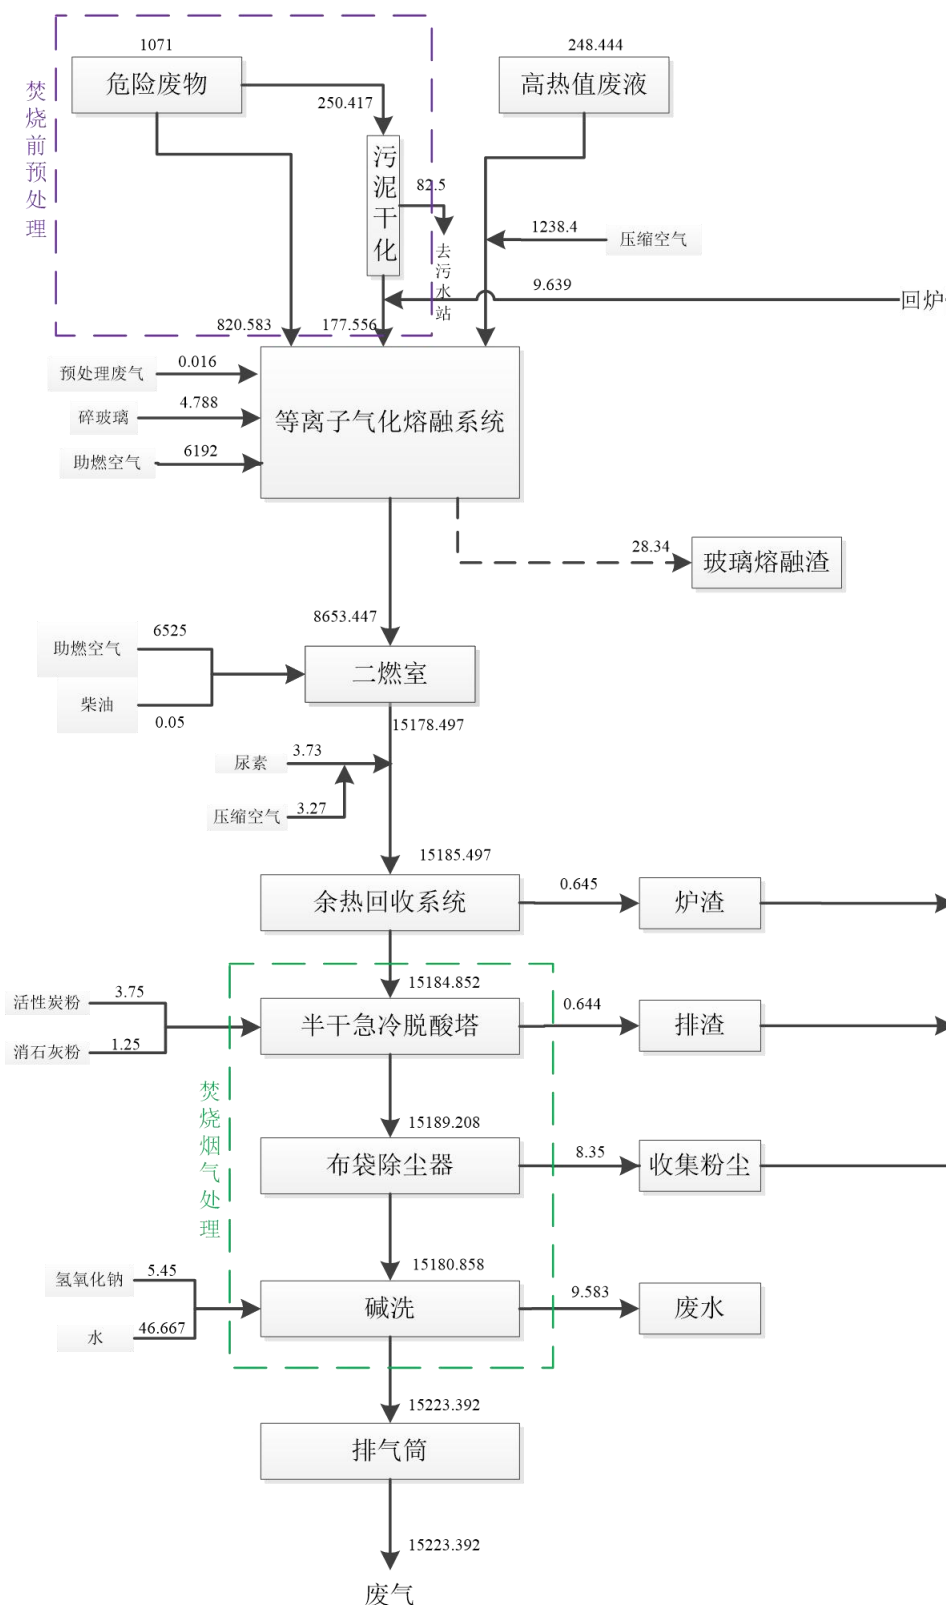 1071
危险废物
248.444
高热值废液
焚烧前预处理
250.417
污泥干化
82.5
去污水站
1238.4
压缩空气
9.639
回炉
820.583
177.556
预处理废气
0.016
碎玻璃
4.788
助燃空气
6192
等离子气化熔融系统
28.34
玻璃熔融渣
8653.447
助燃空气
6525
柴油
0.05
二燃室
15178.497
尿素
3.73
压缩空气
3.27
15185.497
余热回收系统
0.645
炉渣
15184.852
活性炭粉
3.75
消石灰粉
1.25
半干急冷脱酸塔
0.644
排渣
焚烧烟气处理
15189.208
布袋除尘器
8.35
收集粉尘
15180.858
氢氧化钠
5.45
水
46.667
碱洗
9.583
废水
15223.392
排气筒
15223.392
废气